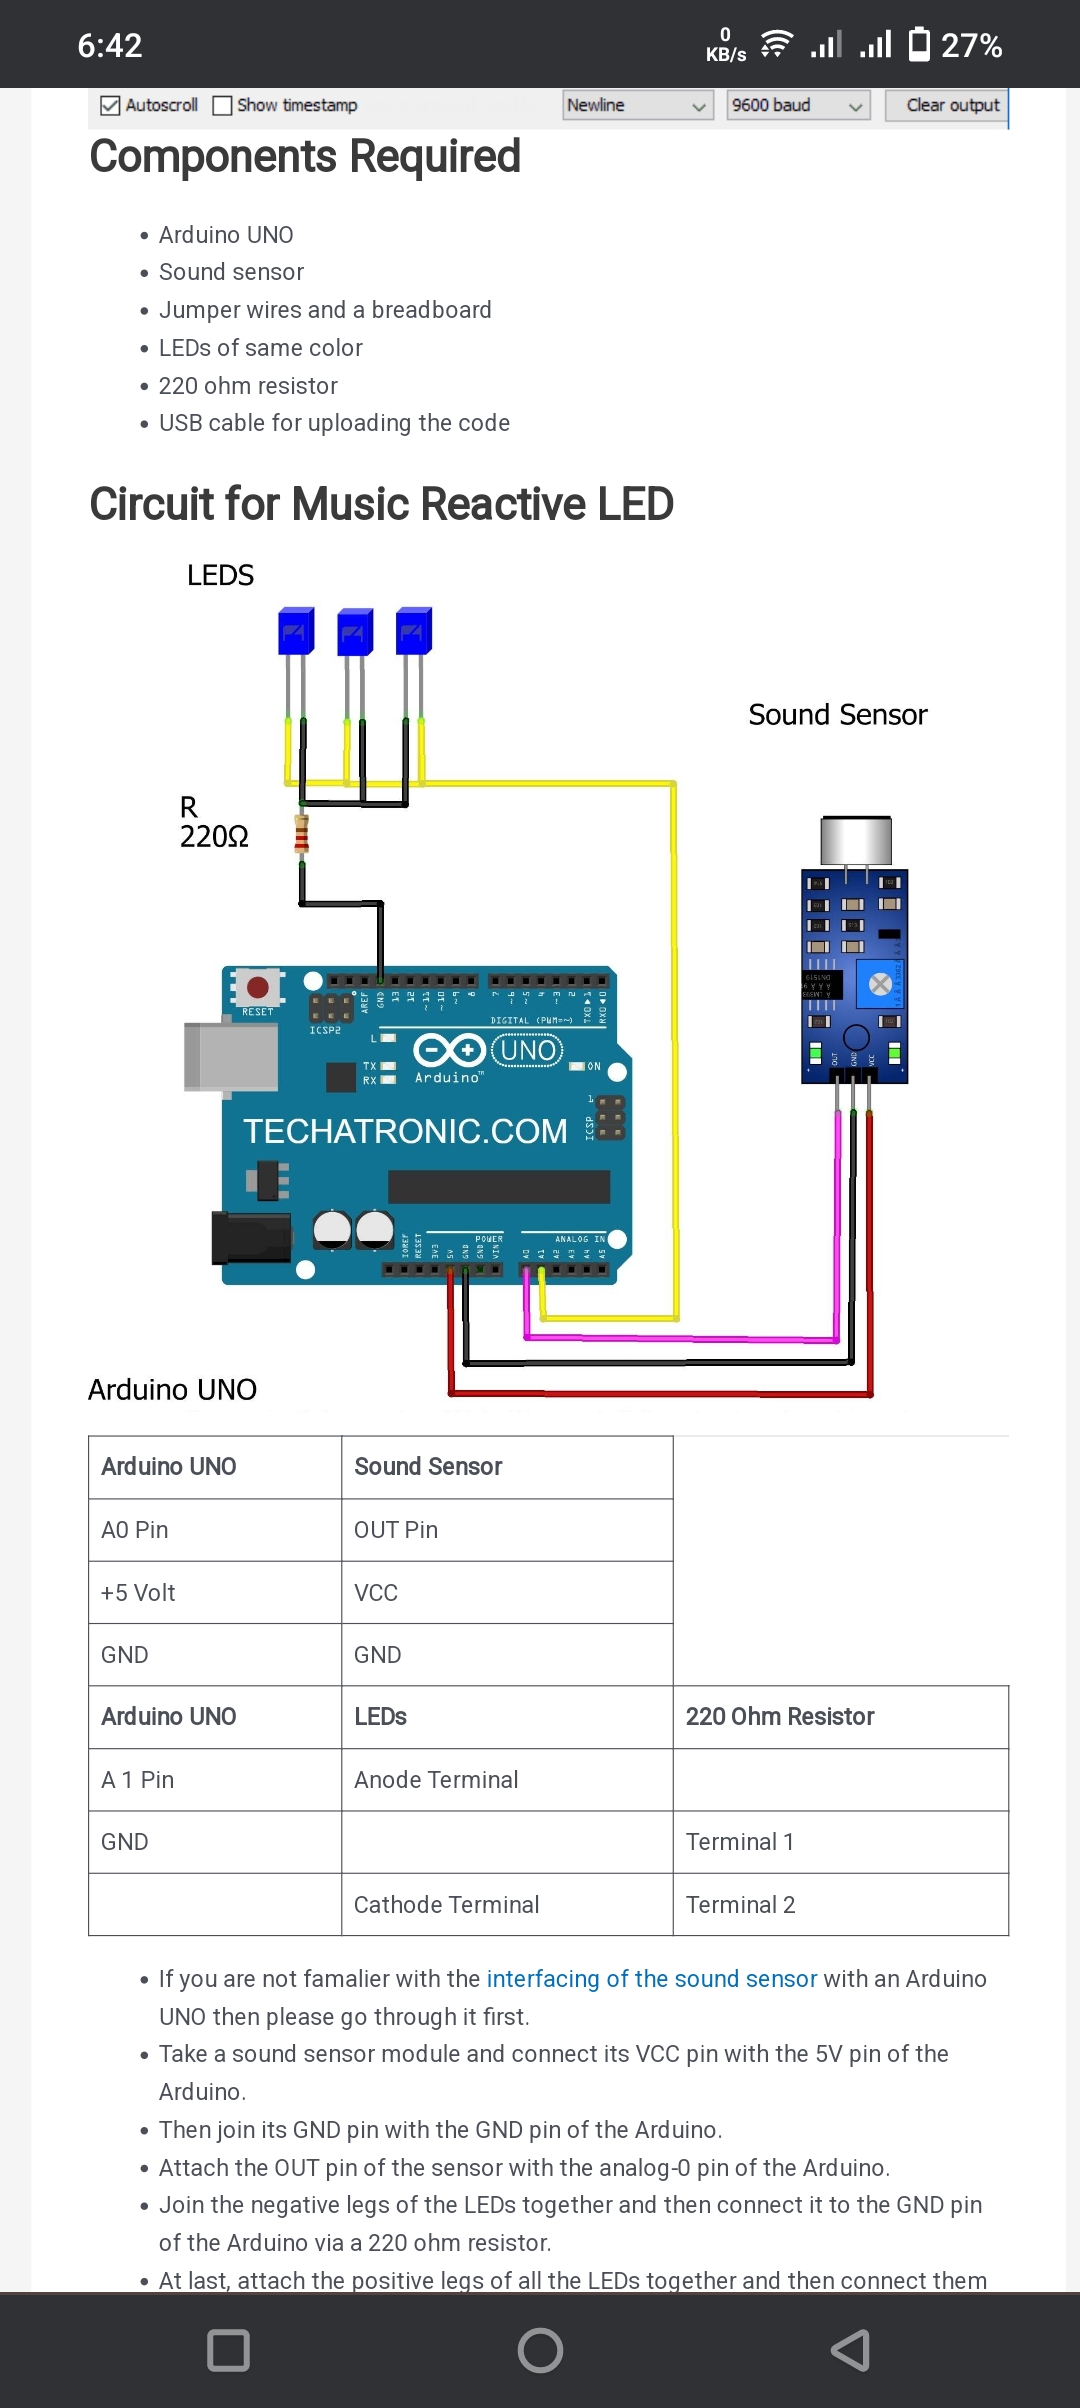 6:42
0
KB/s
27%
Autoscroll Show timestamp Newline 9600 baud Clear output
Components Required
Arduino UNO
Sound sensor
Jumper wires and a breadboard
LEDs of same color
220 ohm resistor
USB cable for uploading the code
Circuit for Music Reactive LED
LEDS
Sound Sensor
R
220Ω
RESET
ICSP2
AREF
GND
13
12
~11
~10
~9
8
7
~6
~5
4
~3
2
TX0▶1
RX0◀0
DIGITAL (PWM=~)
L
TX
RX
UNO
Arduino™
ON
1
ICSP
TECHATRONIC.COM
IOREF
RESET
3V3
5V
GND
GND
VIN
POWER
ANALOG IN
A0
A1
A2
A3
A4
A5
OUT
GND
VCC
Arduino UNO
Arduino UNO Sound Sensor
A0 Pin OUT Pin
+5 Volt VCC
GND GND
Arduino UNO LEDs 220 Ohm Resistor
A 1 Pin Anode Terminal
GND Terminal 1
Cathode Terminal Terminal 2
If you are not famalier with the interfacing of the sound sensor with an Arduino
UNO then please go through it first.
Take a sound sensor module and connect its VCC pin with the 5V pin of the
Arduino.
Then join its GND pin with the GND pin of the Arduino.
Attach the OUT pin of the sensor with the analog-0 pin of the Arduino.
Join the negative legs of the LEDs together and then connect it to the GND pin
of the Arduino via a 220 ohm resistor.
At last, attach the positive legs of all the LEDs together and then connect them